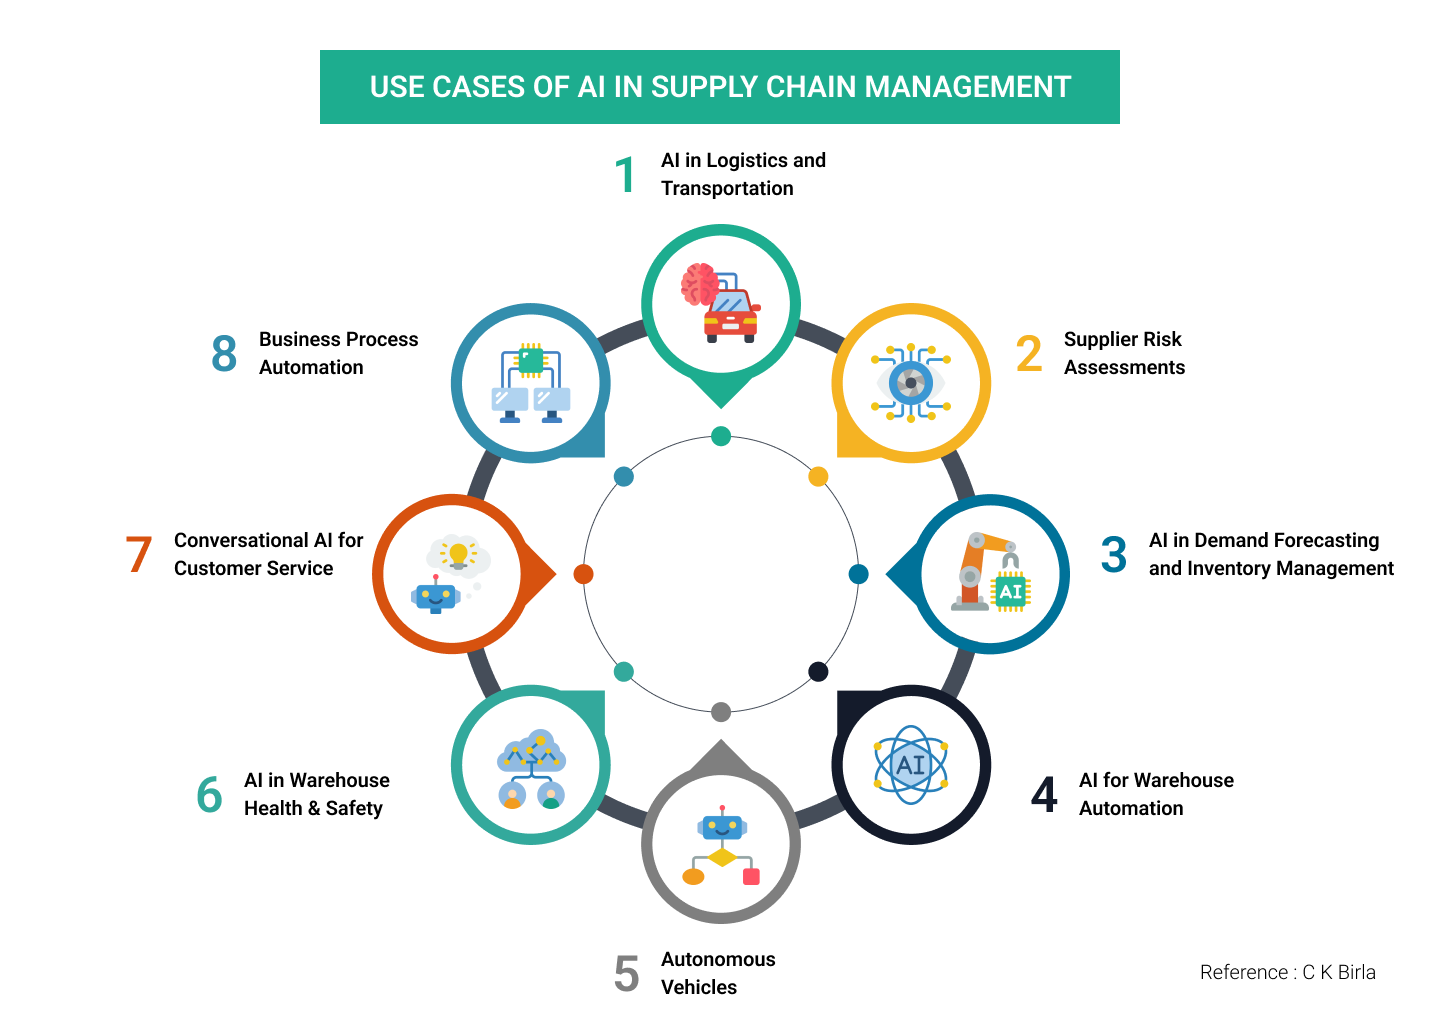 USE CASES OF AI IN SUPPLY CHAIN MANAGEMENT
1
AI in Logistics and
Transportation
2
Supplier Risk
Assessments
3
AI in Demand Forecasting
and Inventory Management
AI
4
AI for Warehouse
Automation
AI
5
Autonomous
Vehicles
6
AI in Warehouse
Health & Safety
7
Conversational AI for
Customer Service
8
Business Process
Automation
Reference : C K Birla